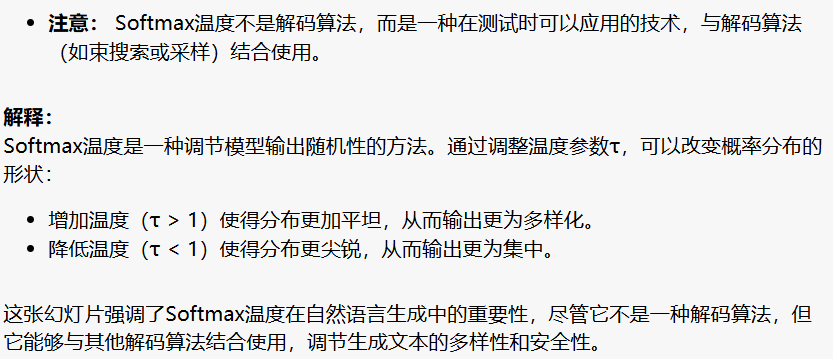 • 注意： Softmax温度不是解码算法，而是一种在测试时可以应用的技术，与解码算法
（如束搜索或采样）结合使用。
解释：
Softmax温度是一种调节模型输出随机性的方法。通过调整温度参数τ，可以改变概率分布的
形状：
• 增加温度（τ > 1）使得分布更加平坦，从而输出更为多样化。
• 降低温度（τ < 1）使得分布更尖锐，从而输出更为集中。
这张幻灯片强调了Softmax温度在自然语言生成中的重要性，尽管它不是一种解码算法，但
它能够与其他解码算法结合使用，调节生成文本的多样性和安全性。